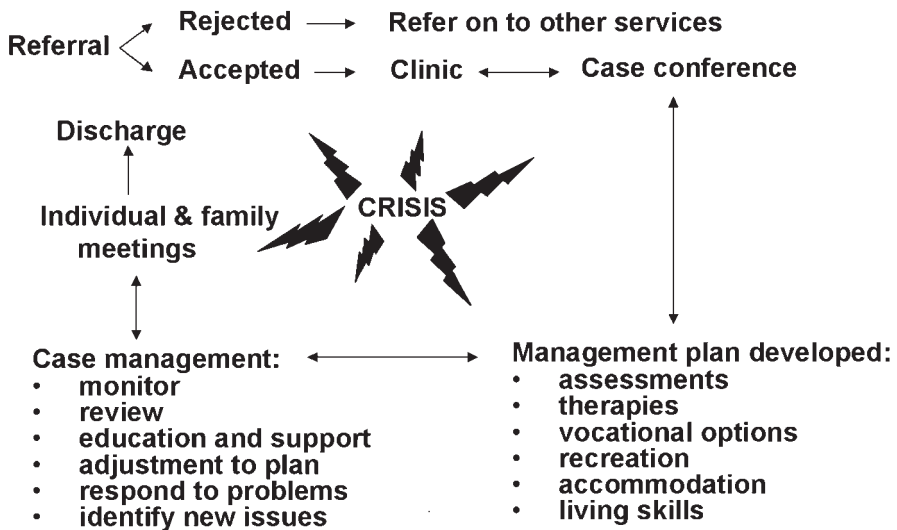 Referral
Rejected
Refer on to other services
Accepted
Clinic
Case conference
Discharge
CRISIS
Individual & family
meetings
Case management:
• monitor
• review
• education and support
• adjustment to plan
• respond to problems
• identify new issues
Management plan developed:
• assessments
• therapies
• vocational options
• recreation
• accommodation
• living skills